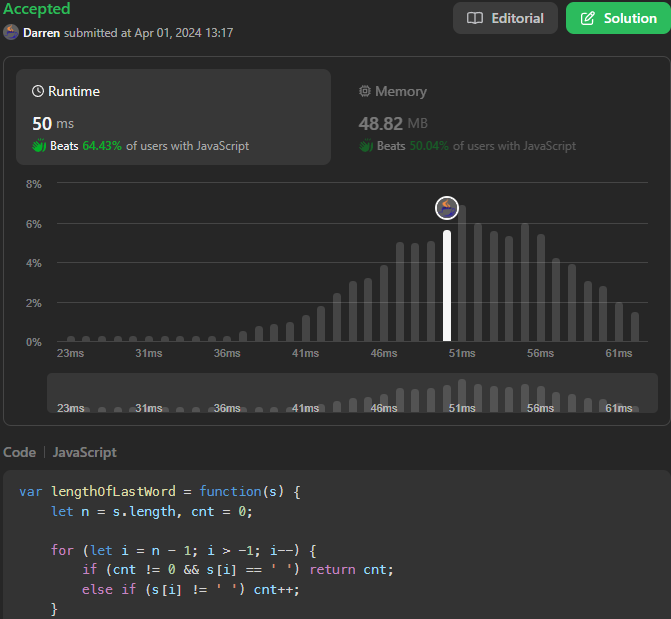 Accepted
Darren submitted at Apr 01, 2024 13:17
Editorial
Solution
Runtime
50 ms
Beats 64.43% of users with JavaScript
Memory
48.82 MB
Beats 50.04% of users with JavaScript
8%
6%
4%
2%
0%
23ms 31ms 36ms 41ms 46ms 51ms 56ms 61ms
23ms 31ms 36ms 41ms 46ms 51ms 56ms 61ms
Code | JavaScript
var lengthOfLastWord = function(s) {
    let n = s.length, cnt = 0;

    for (let i = n - 1; i > -1; i--) {
        if (cnt != 0 && s[i] == ' ') return cnt;
        else if (s[i] != ' ') cnt++;
    }